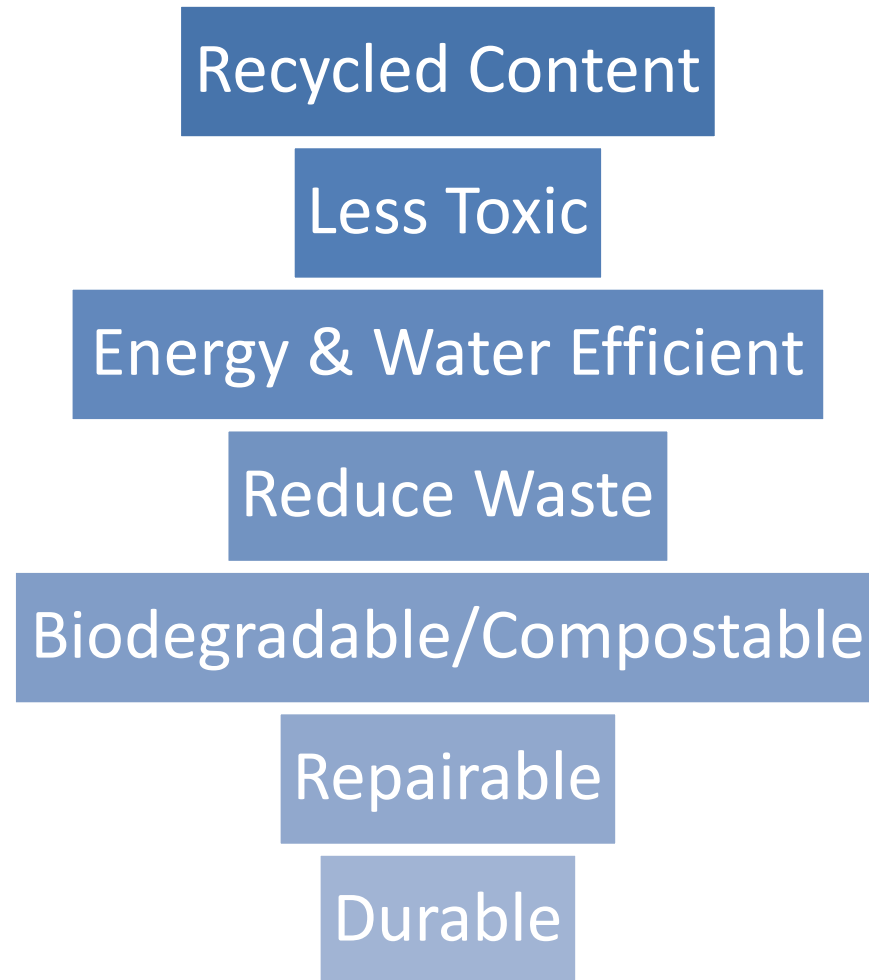 Recycled Content
Less Toxic
Energy & Water Efficient
Reduce Waste
Biodegradable/Compostable
Repairable
Durable